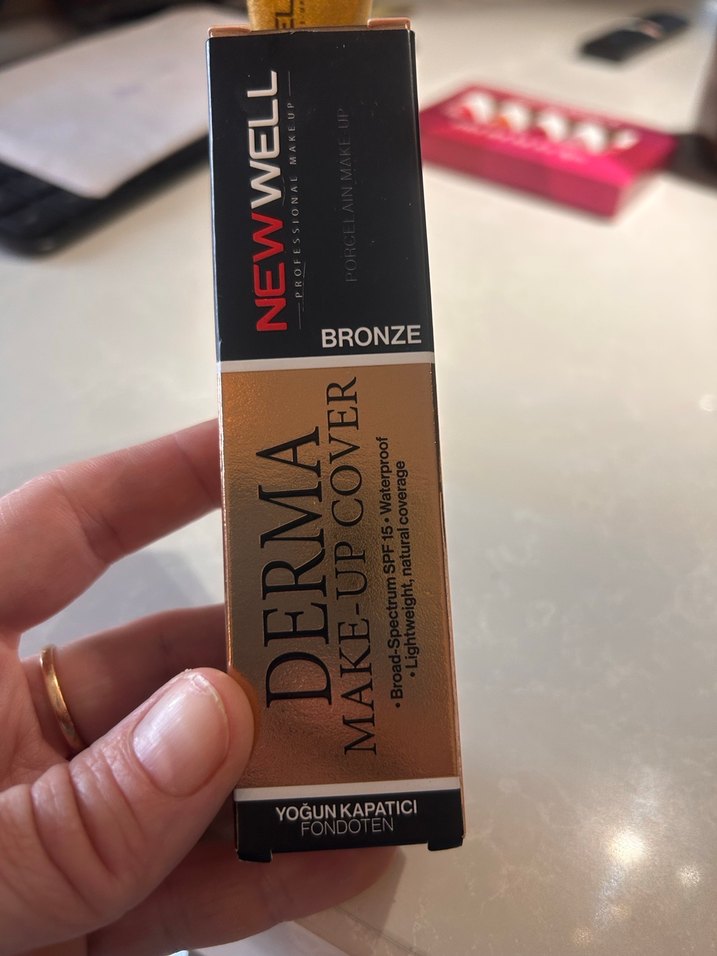 NEWWELL
PROFESSIONAL MAKEUP
PORCELAIN MAKE UP
BRONZE
DERMA
MAKE-UP COVER
• Broad-Spectrum SPF 15 • Waterproof
• Lightweight, natural coverage
YOĞUN KAPATICI
FONDOTEN